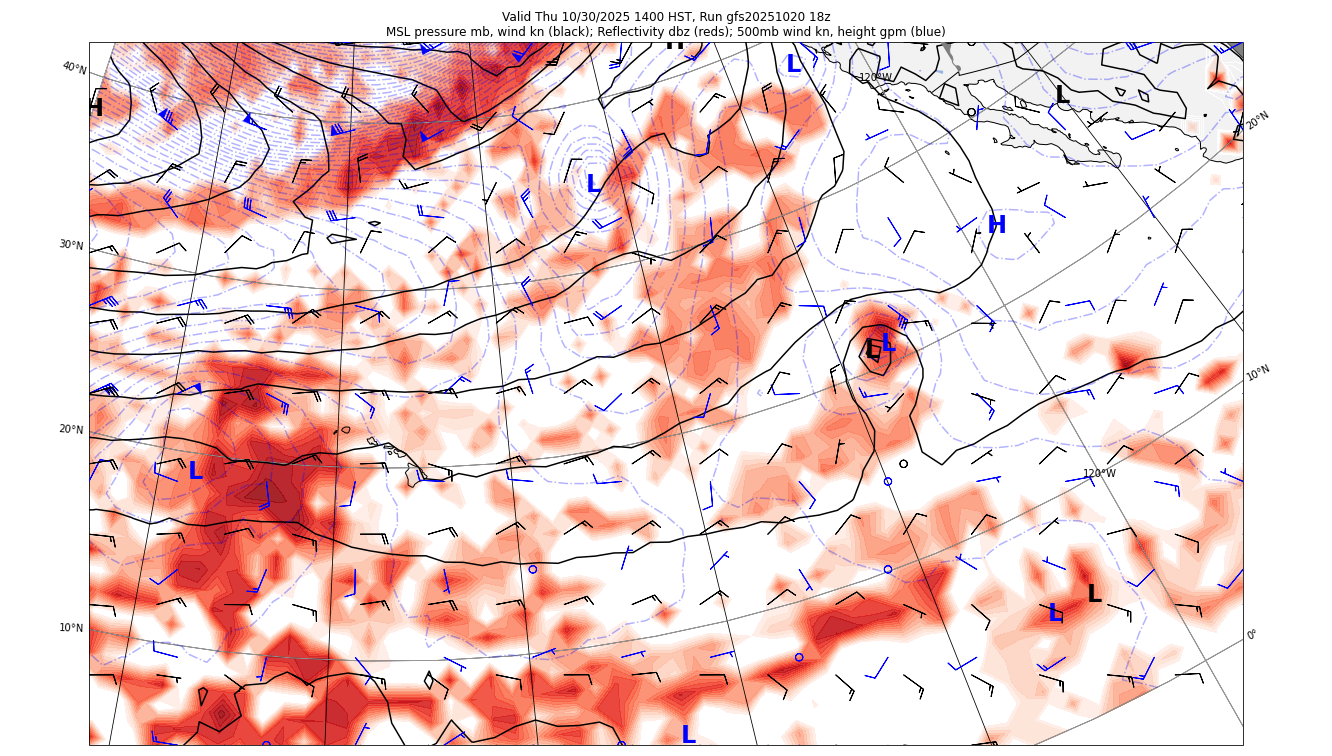 Valid Thu 10/30/2025 1400 HST, Run gfs20251020 18z
MSL pressure mb, wind kn (black); Reflectivity dbz (reds); 500mb wind kn, height gpm (blue)
H
L
40°N
120°W
L
H
20°N
L
H
30°N
L
L
10°N
20°N
L
120°W
L
L
10°N
0°
L